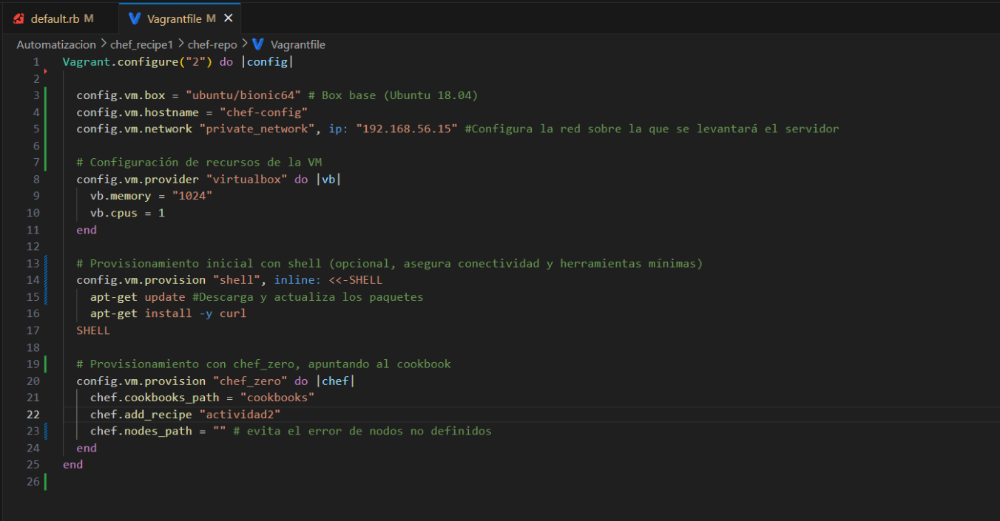 default.rb M Vagrantfile M
Automatizacion > chef_recipe1 > chef-repo > Vagrantfile
1 Vagrant.configure("2") do |config|
2
3 config.vm.box = "ubuntu/bionic64" # Box base (Ubuntu 18.04)
4 config.vm.hostname = "chef-config"
5 config.vm.network "private_network", ip: "192.168.56.15" #Configura la red sobre la que se levantará el servidor
6
7 # Configuración de recursos de la VM
8 config.vm.provider "virtualbox" do |vb|
9 vb.memory = "1024"
10 vb.cpus = 1
11 end
12
13 # Provisionamiento inicial con shell (opcional, asegura conectividad y herramientas mínimas)
14 config.vm.provision "shell", inline: <<-SHELL
15 apt-get update #Descarga y actualiza los paquetes
16 apt-get install -y curl
17 SHELL
18
19 # Provisionamiento con chef_zero, apuntando al cookbook
20 config.vm.provision "chef_zero" do |chef|
21 chef.cookbooks_path = "cookbooks"
22 chef.add_recipe "actividad2"
23 chef.nodes_path = "" # evita el error de nodos no definidos
24 end
25 end
26